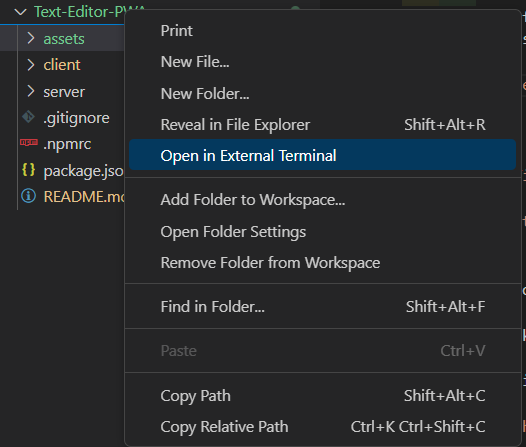 Text-Editor-PWA
assets
client
server
.gitignore
.npmrc
package.jso
README.m
Print
New File...
New Folder...
Reveal in File Explorer Shift+Alt+R
Open in External Terminal
Add Folder to Workspace...
Open Folder Settings
Remove Folder from Workspace
Find in Folder... Shift+Alt+F
Paste Ctrl+V
Copy Path Shift+Alt+C
Copy Relative Path Ctrl+K Ctrl+Shift+C